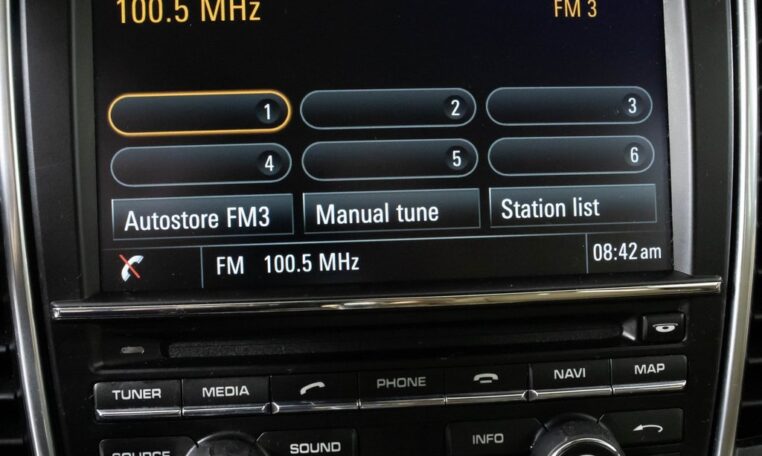 100.5 MHz FM 3
1 2 3
4 5 6
Autostore FM3 Manual tune Station list
FM 100.5 MHz 08:42 am
TUNER MEDIA PHONE NAVI MAP
SOURCE SOUND INFO